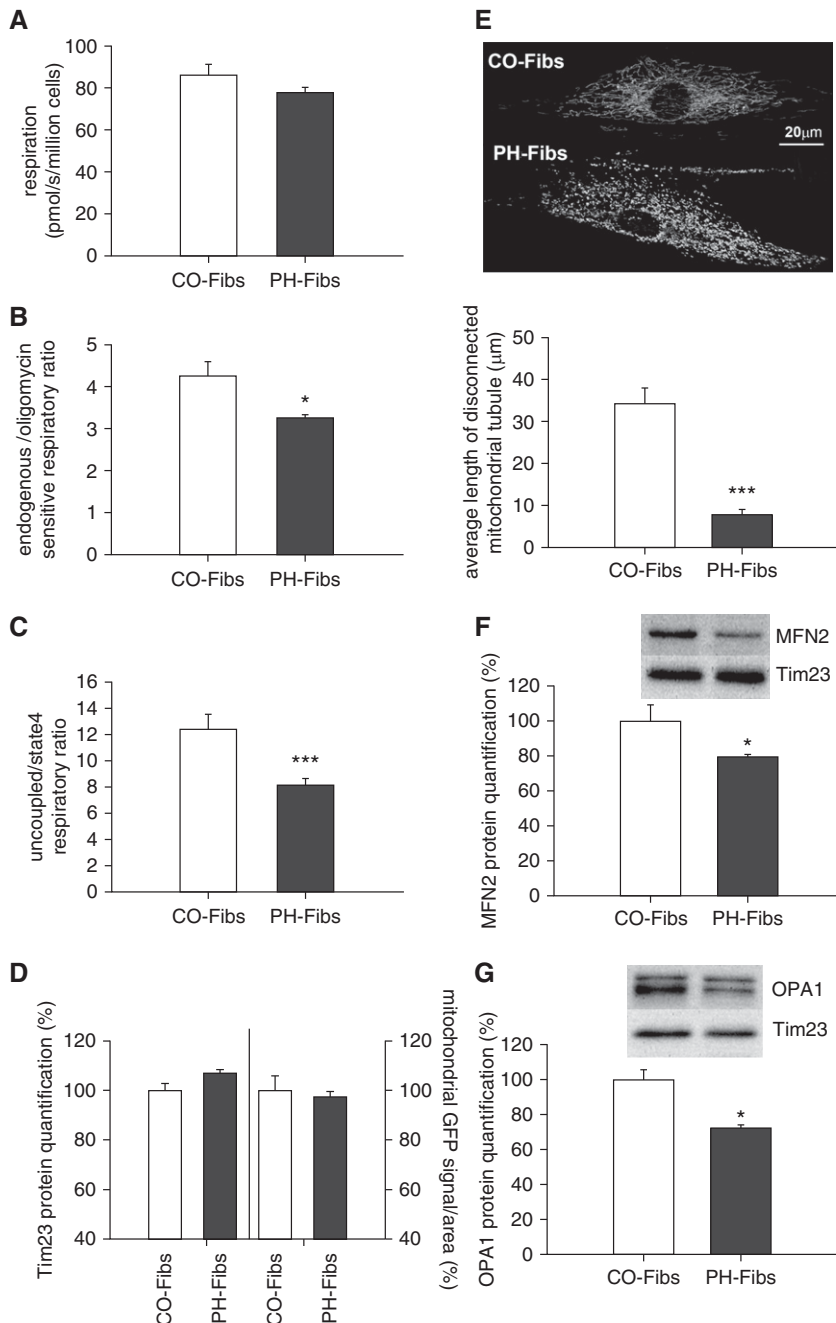 A
respiration
(pmol/s/million cells)
100
80
60
40
20
0
CO-Fibs PH-Fibs
B
endogenous /oligomycin
sensitive respiratory ratio
5
4
3
2
1
0
*
CO-Fibs PH-Fibs
C
uncoupled/state4
respiratory ratio
16
14
12
10
8
6
4
2
0
***
CO-Fibs PH-Fibs
D
Tim23 protein quantification (%)
120
100
80
60
40
CO-Fibs
PH-Fibs
CO-Fibs
PH-Fibs
120
100
80
60
40
mitochondrial GFP
signal/area (%)
E
CO-Fibs
20μm
PH-Fibs
average length of disconnected
mitochondrial tubule (μm)
50
40
30
20
10
0
***
CO-Fibs PH-Fibs
F
MFN2
Tim23
MFN2 protein quantification (%)
120
100
80
60
40
20
0
*
CO-Fibs PH-Fibs
G
OPA1
Tim23
OPA1 protein quantification (%)
120
100
80
60
40
20
0
*
CO-Fibs PH-Fibs